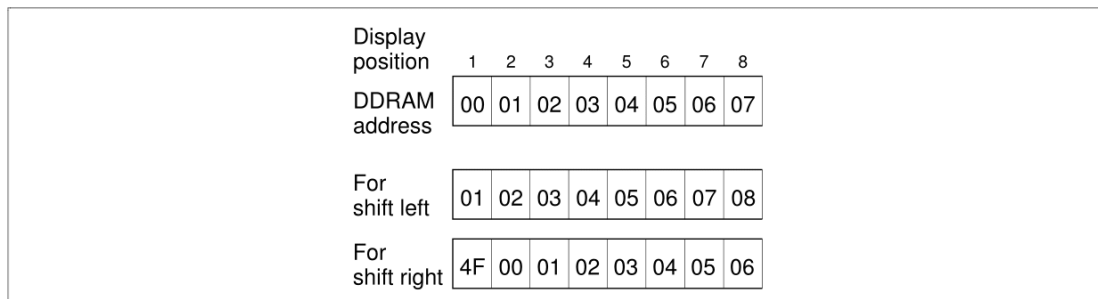 Display
position 1 2 3 4 5 6 7 8
DDRAM
address 00 01 02 03 04 05 06 07
For
shift left 01 02 03 04 05 06 07 08
For
shift right 4F 00 01 02 03 04 05 06